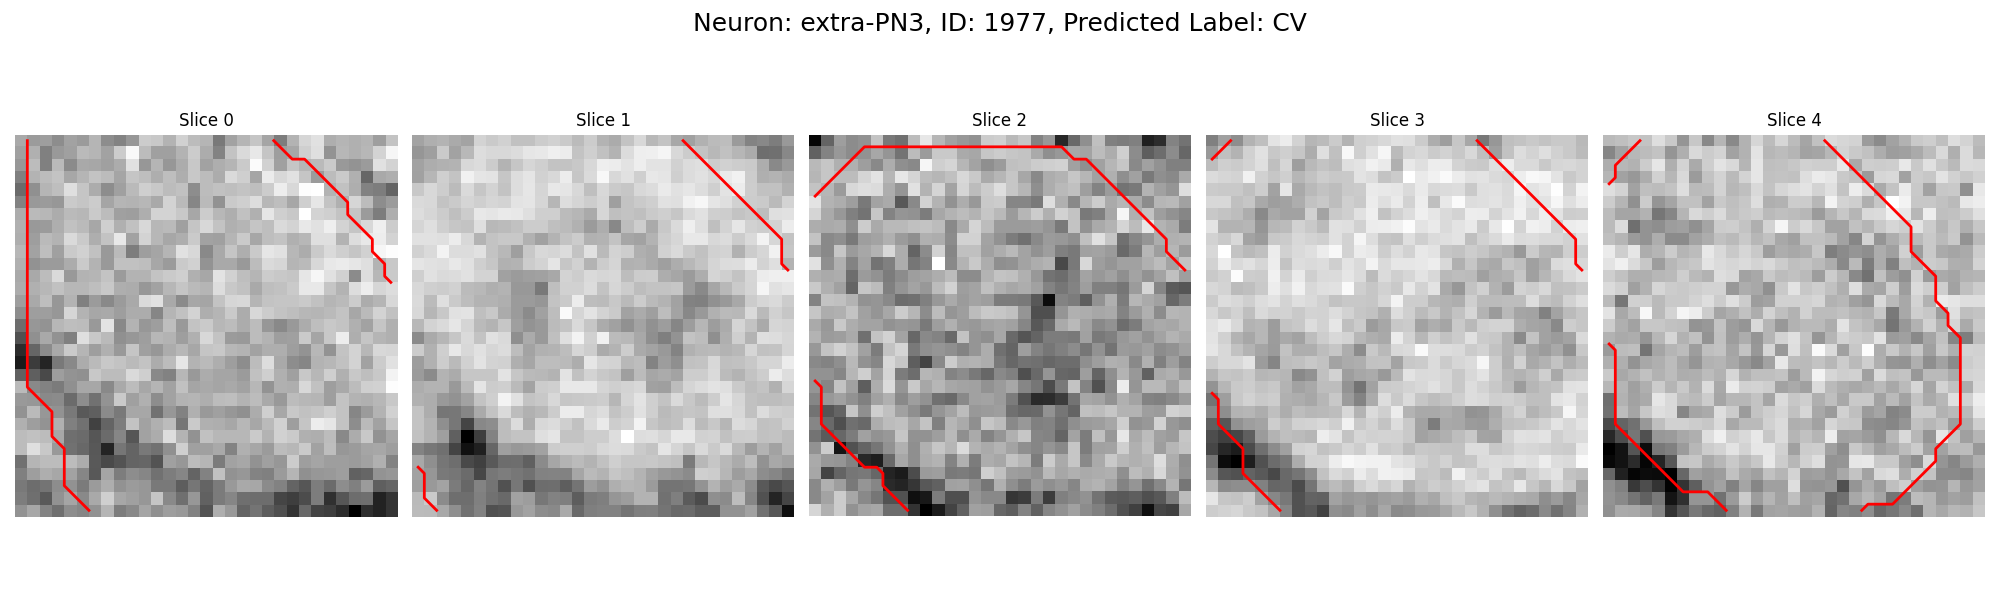 Neuron: extra-PN3, ID: 1977, Predicted Label: CV
Slice 0
Slice 1
Slice 2
Slice 3
Slice 4